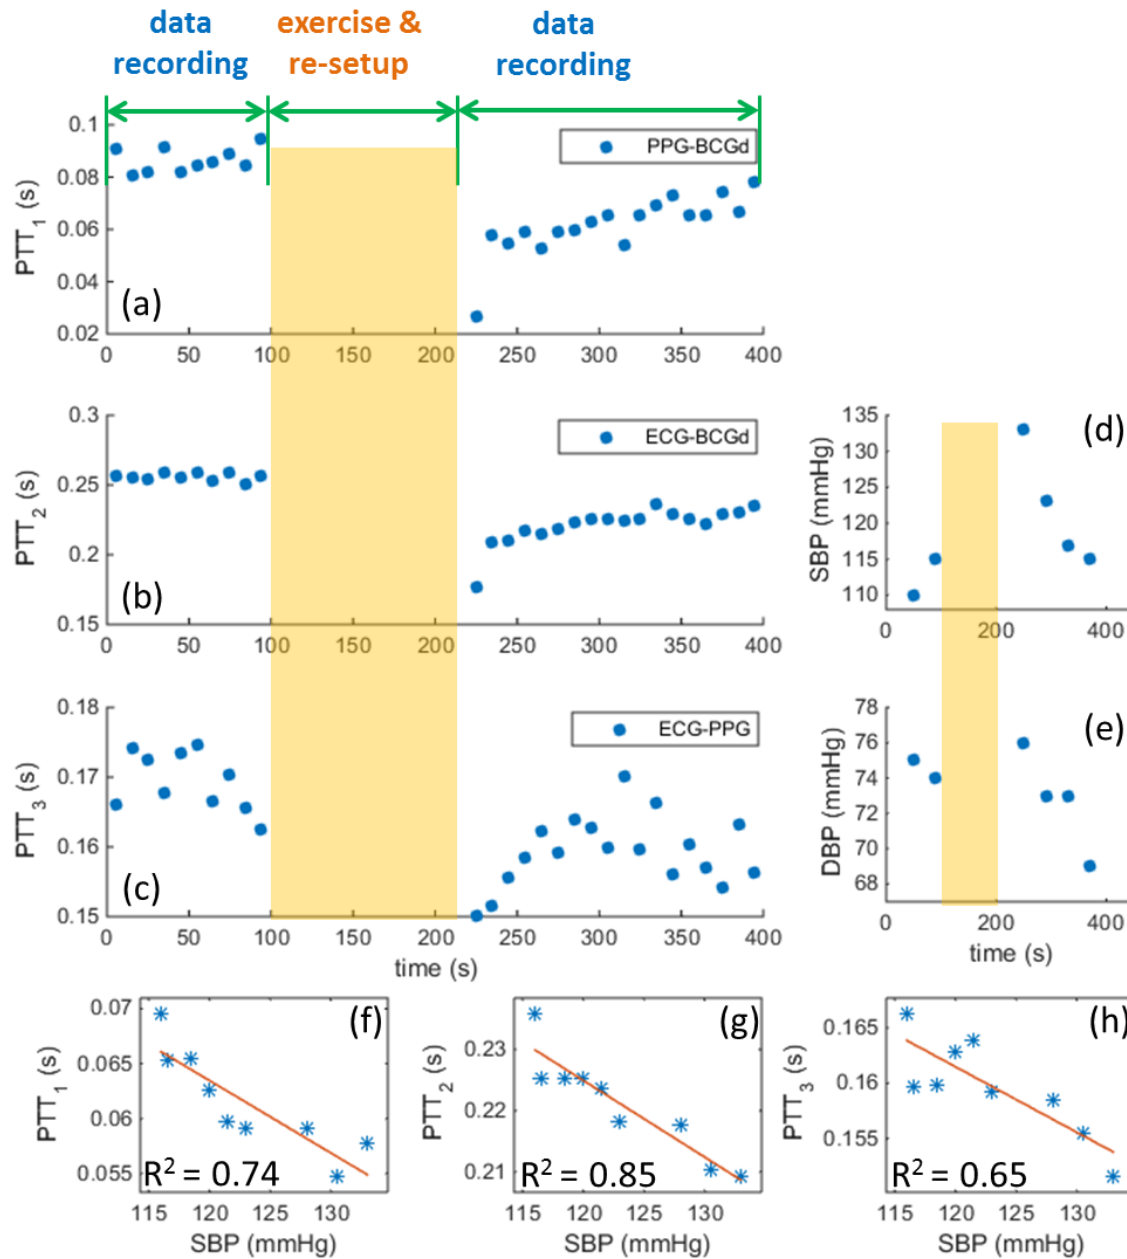 data recording
exercise & re-setup
data recording
0.1
0.08
0.06
0.04
0.02
PTT1 (s)
PPG-BCGd
(a)
0 50 100 150 200 250 300 350 400
0.3
0.25
0.2
0.15
PTT2 (s)
ECG-BCGd
(b)
0 50 100 150 200 250 300 350 400
135
130
125
120
115
110
SBP (mmHg)
(d)
0 200 400
0.18
0.17
0.16
0.15
PTT3 (s)
ECG-PPG
(c)
0 50 100 150 200 250 300 350 400
time (s)
78
76
74
72
70
68
DBP (mmHg)
(e)
0 200 400
time (s)
0.07
0.065
0.06
0.055
PTT1 (s)
(f)
R² = 0.74
115 120 125 130
SBP (mmHg)
0.23
0.22
0.21
PTT2 (s)
(g)
R² = 0.85
115 120 125 130
SBP (mmHg)
0.165
0.16
0.155
PTT3 (s)
(h)
R² = 0.65
115 120 125 130
SBP (mmHg)